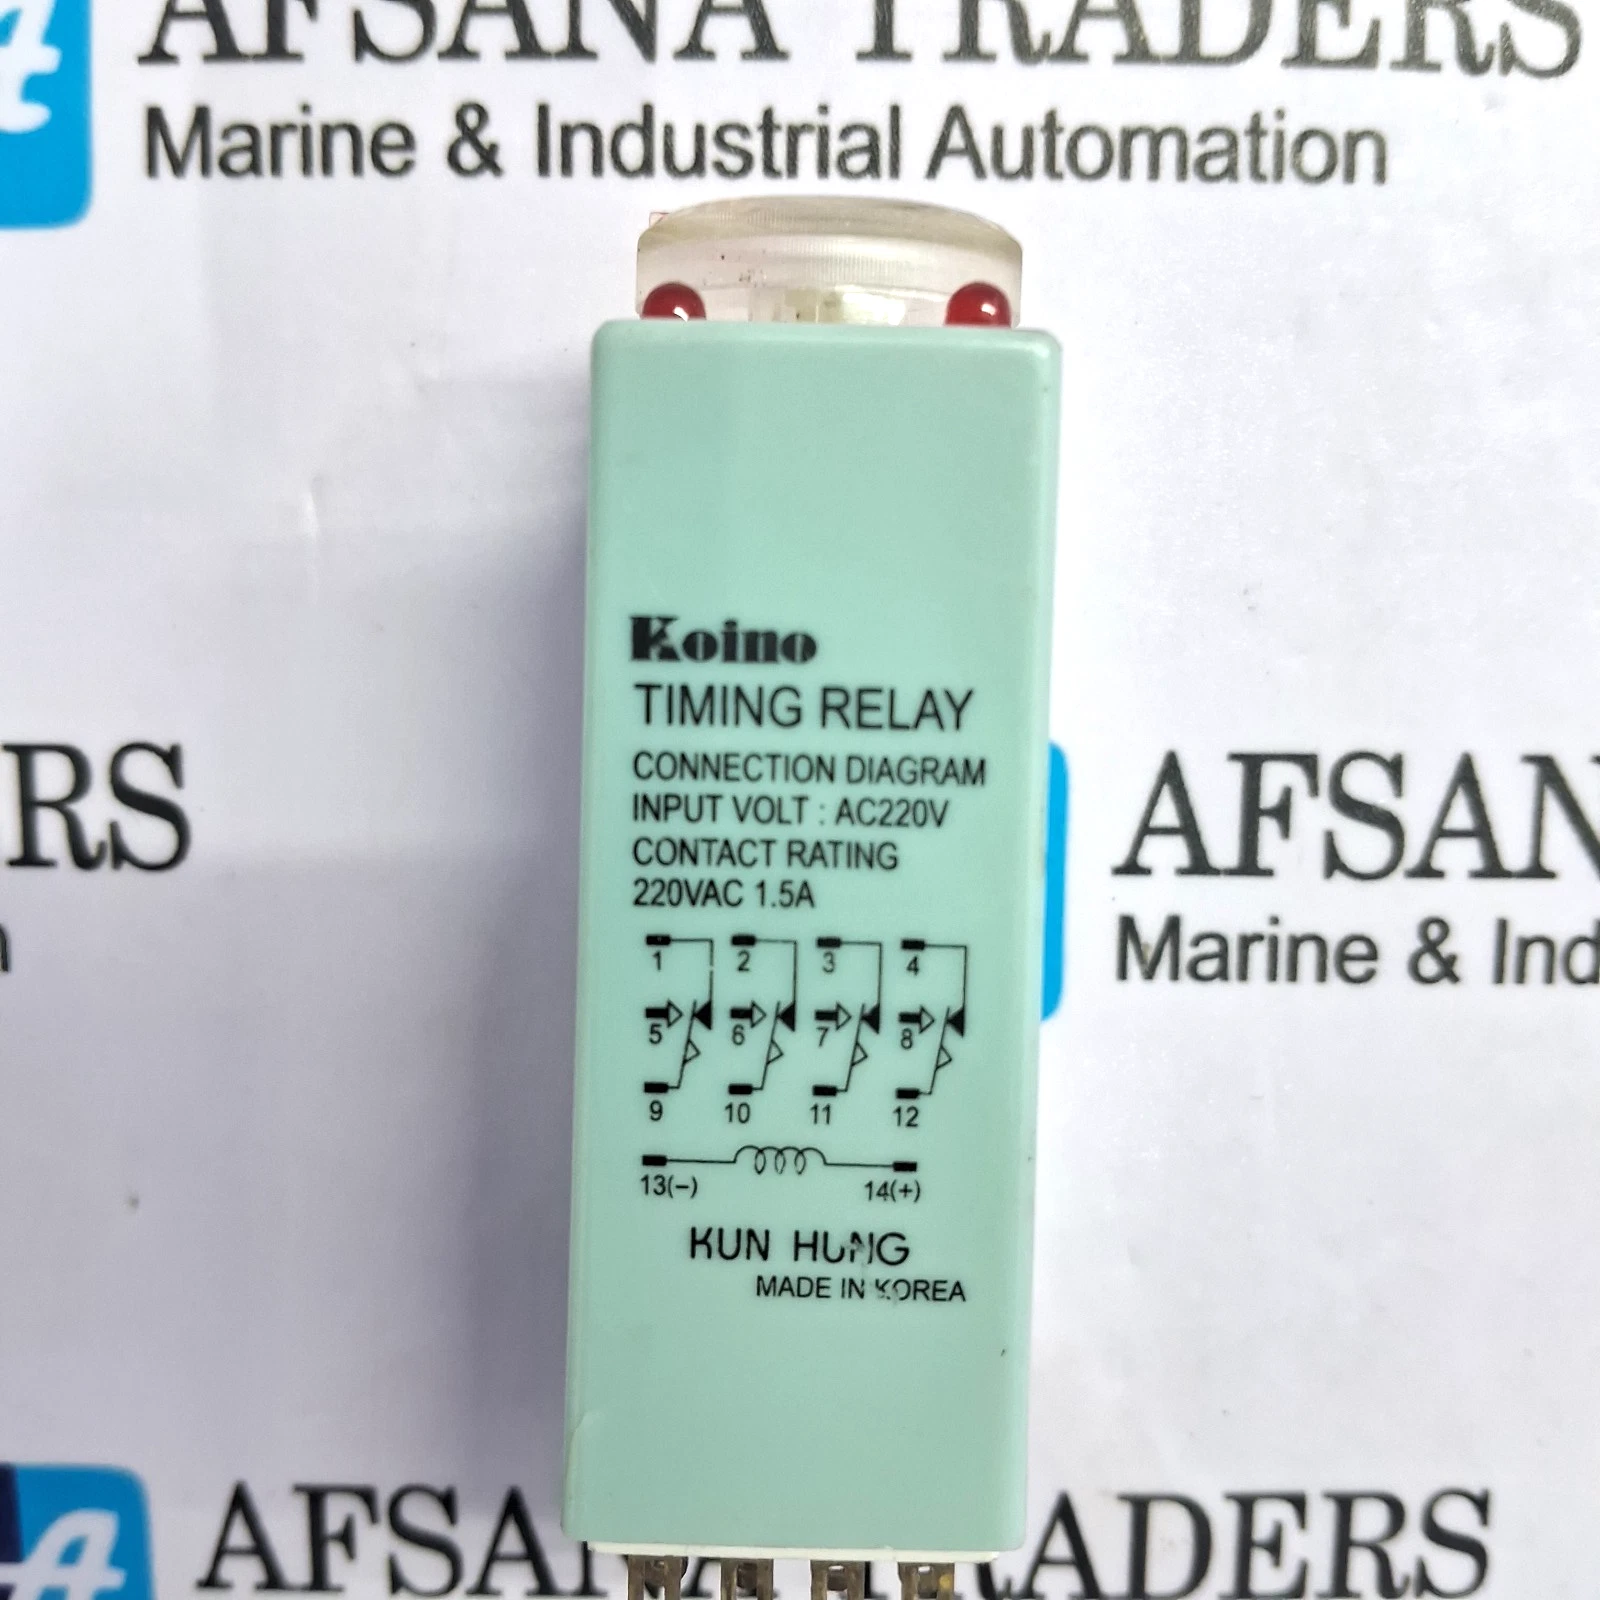 AFSANA TRADERS
Marine & Industrial Automation
Koino
TIMING RELAY
CONNECTION DIAGRAM
INPUT VOLT : AC220V
CONTACT RATING
220VAC 1.5A
1 2 3 4
5 6 7 8
9 10 11 12
13(−) 14(+)
KUN HUNG
MADE IN KOREA
ERS
n
AFSAN
Marine & Ind
A
AFSANA TRADERS